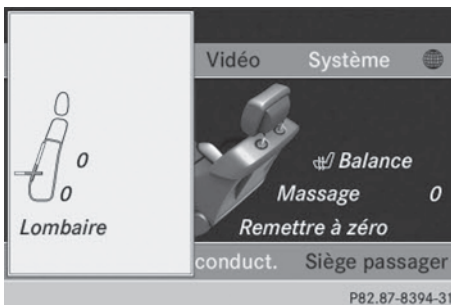 Vidéo Système
0
0
Lombaire
Balance
Massage 0
Remettre à zéro
conduct. Siège passager
P82.87-8394-31